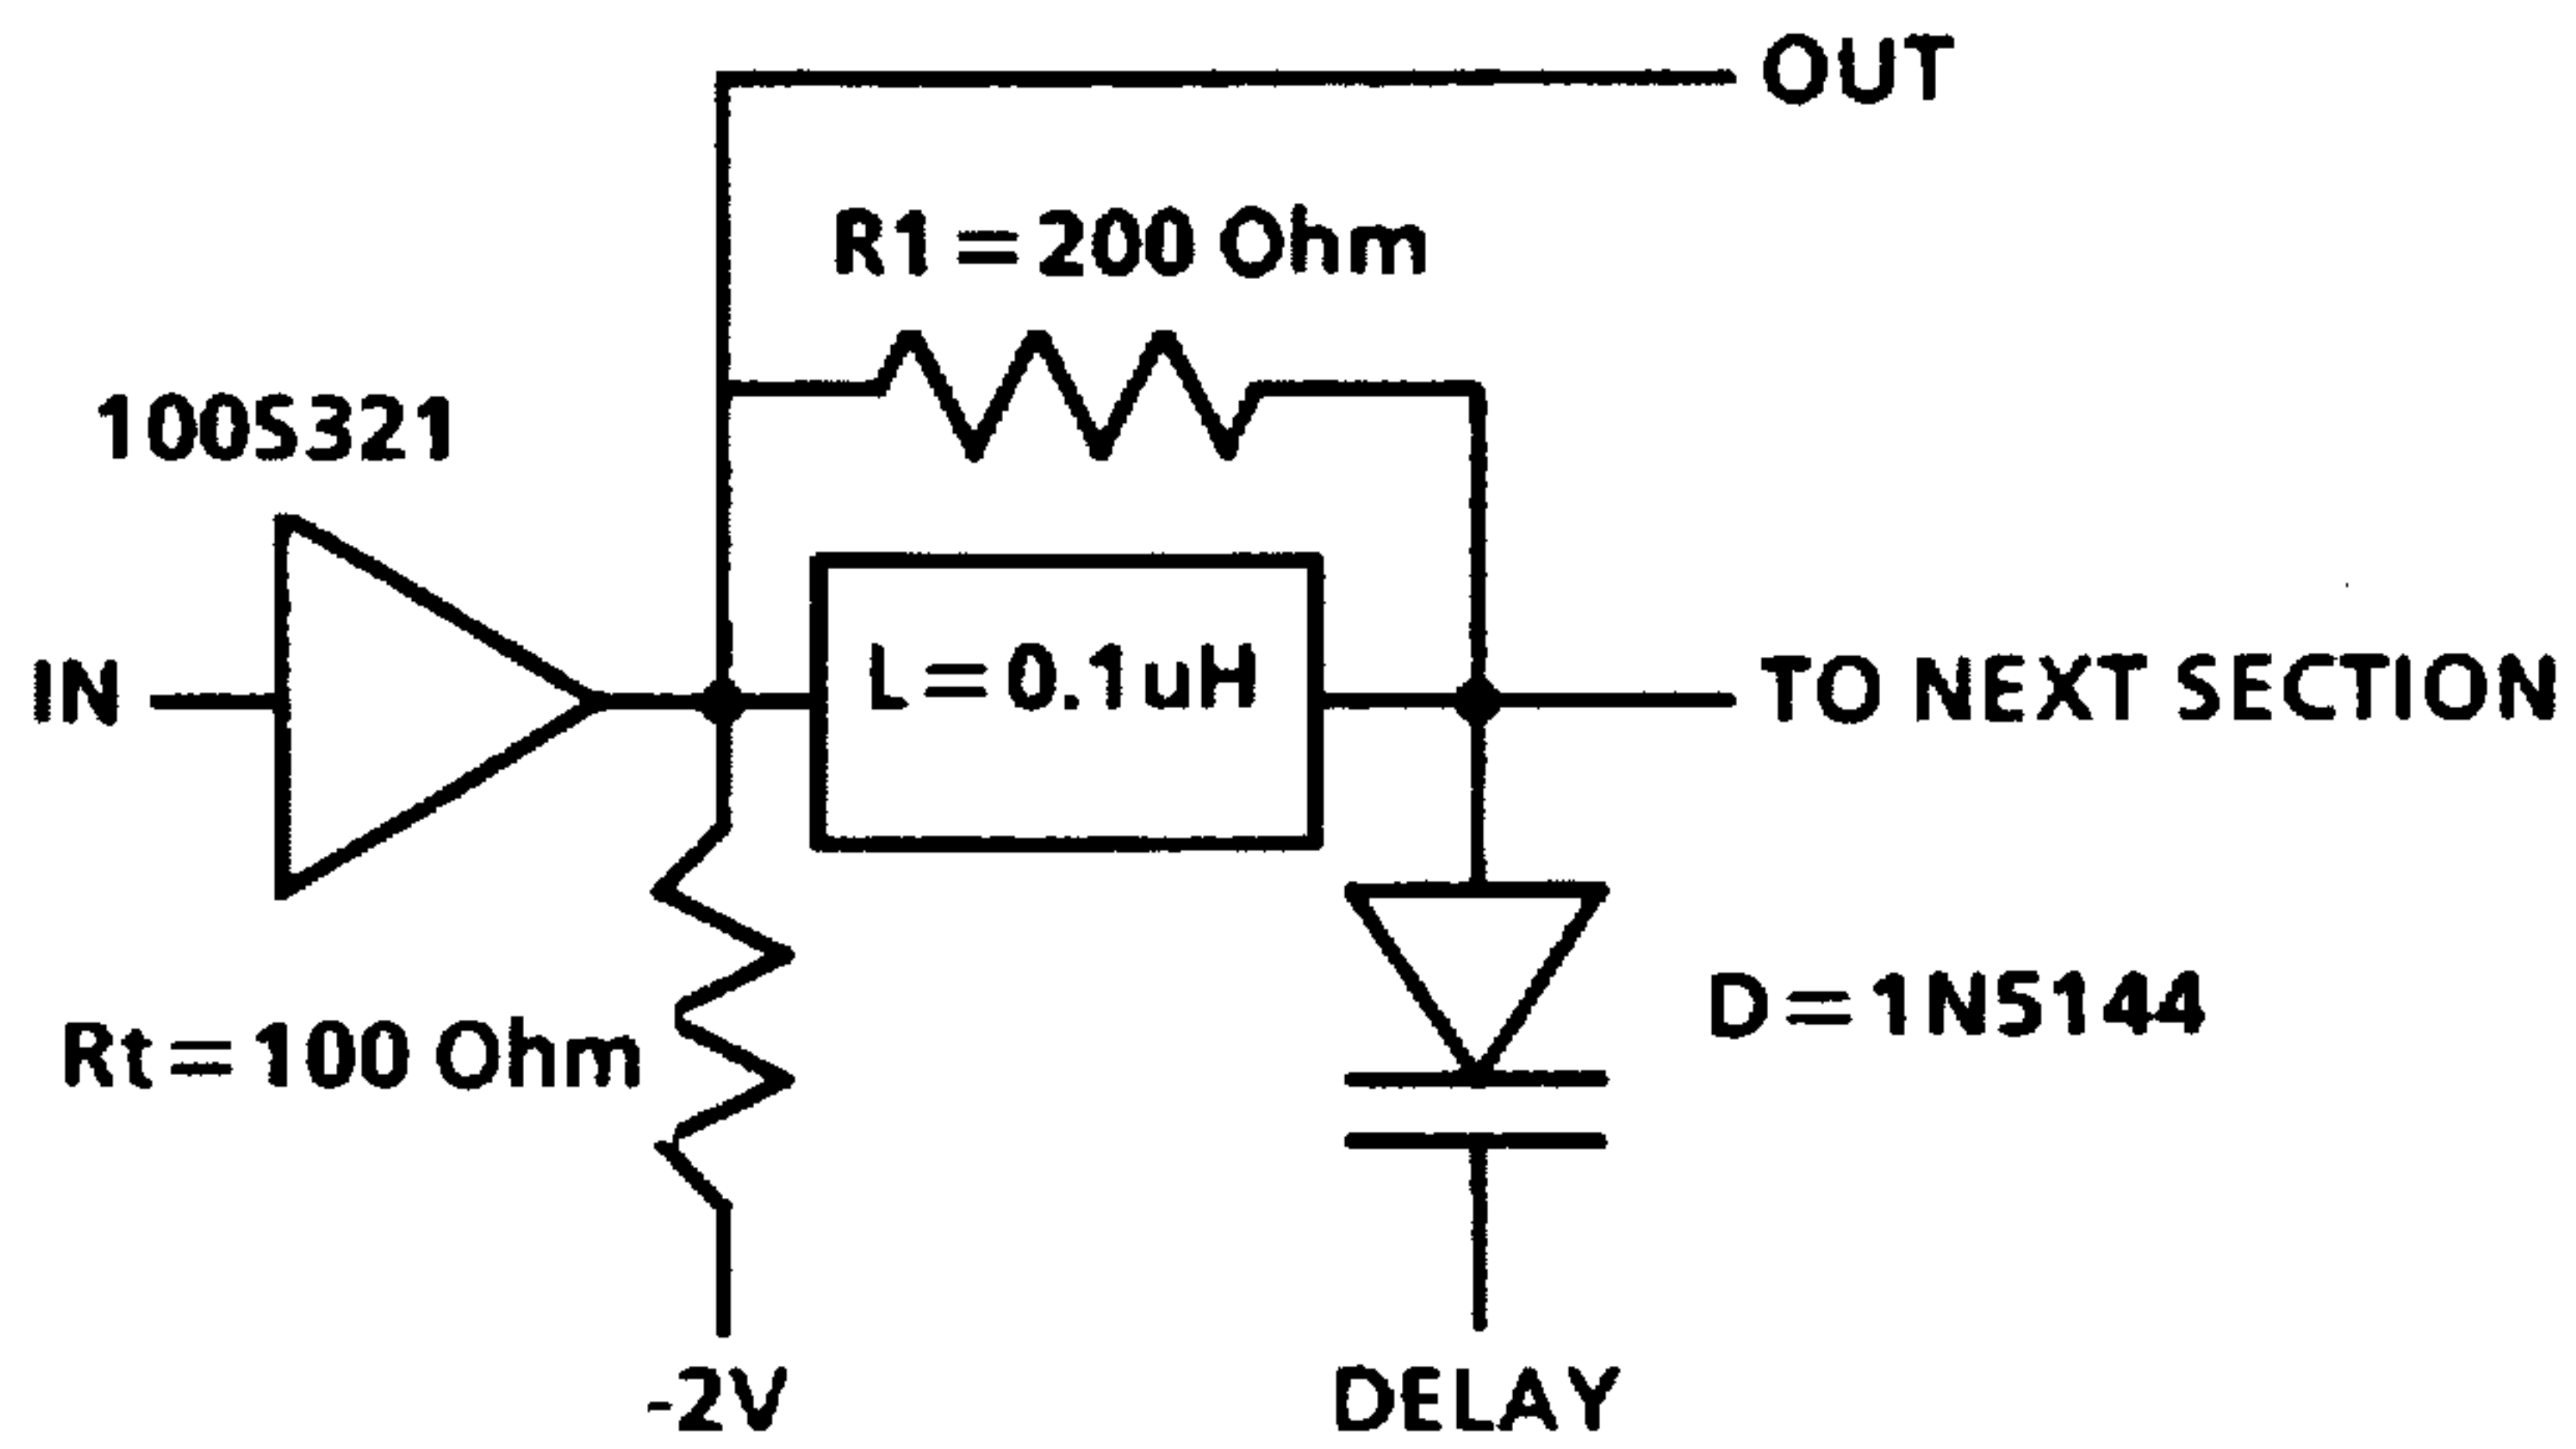 OUT
R1 = 200 Ohm
100S321
IN
L = 0.1uH
TO NEXT SECTION
Rt = 100 Ohm
D = 1N5144
-2V
DELAY